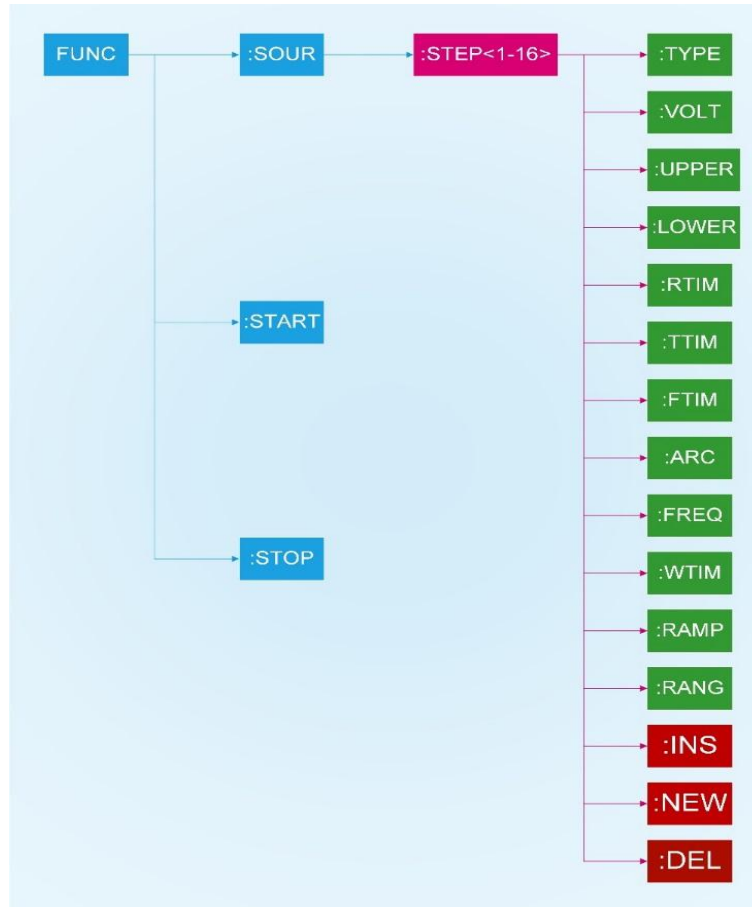 FUNC :SOUR :STEP<1-16> :TYPE
:VOLT
:UPPER
:LOWER
:RTIM
:START
:TTIM
:FTIM
:ARC
:FREQ
:STOP
:WTIM
:RAMP
:RANG
:INS
:NEW
:DEL